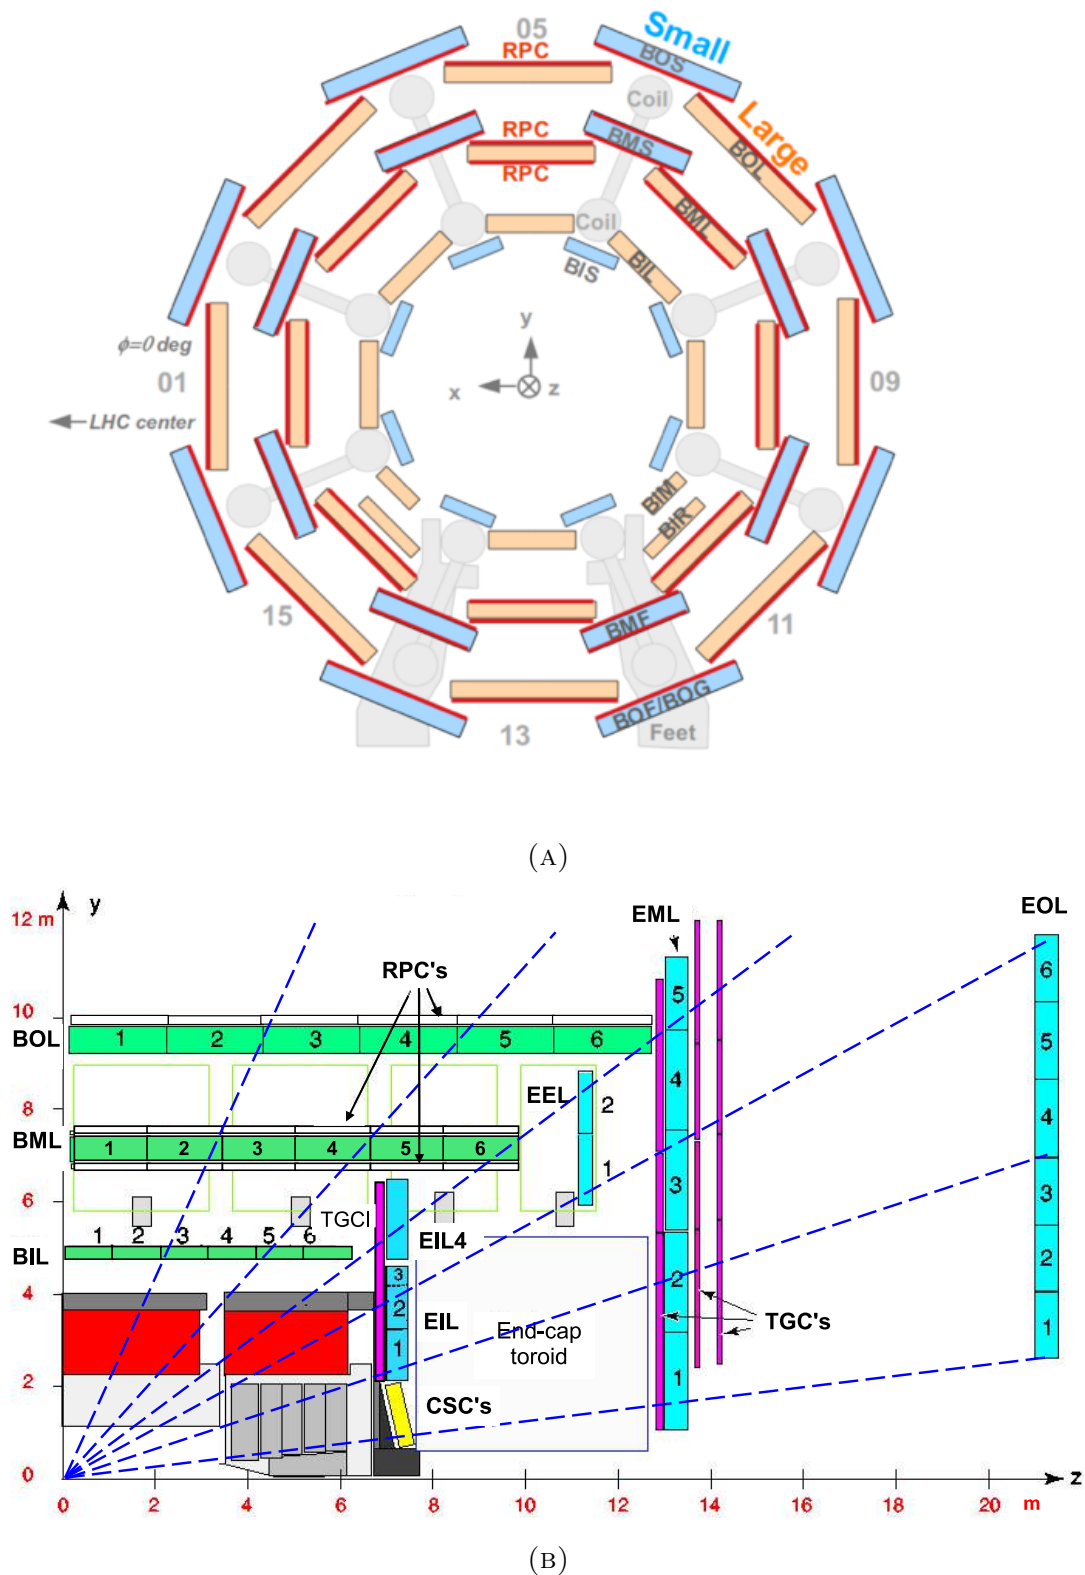 05
Small
RPC
BOS
Coil
Large
RPC
BMS
BOL
RPC
BML
Coil
BIS
BIL
y
ϕ=0 deg
01
x
z
09
LHC center
BIM
BIR
15
11
BMF
BOF/BOG
13
Feet
(A)
12 m
y
EML
EOL
RPC's
6
5
10
BOL
1
2
3
4
5
6
5
4
EEL
2
8
4
BML
1
2
3
4
5
6
1
3
3
6
TGCI
BIL
1
2
3
4
5
6
EIL4
2
4
3
2
2
EIL
End-cap
toroid
TGC's
1
1
2
1
CSC's
0
z
0
2
4
6
8
10
12
14
16
18
20
m
(B)